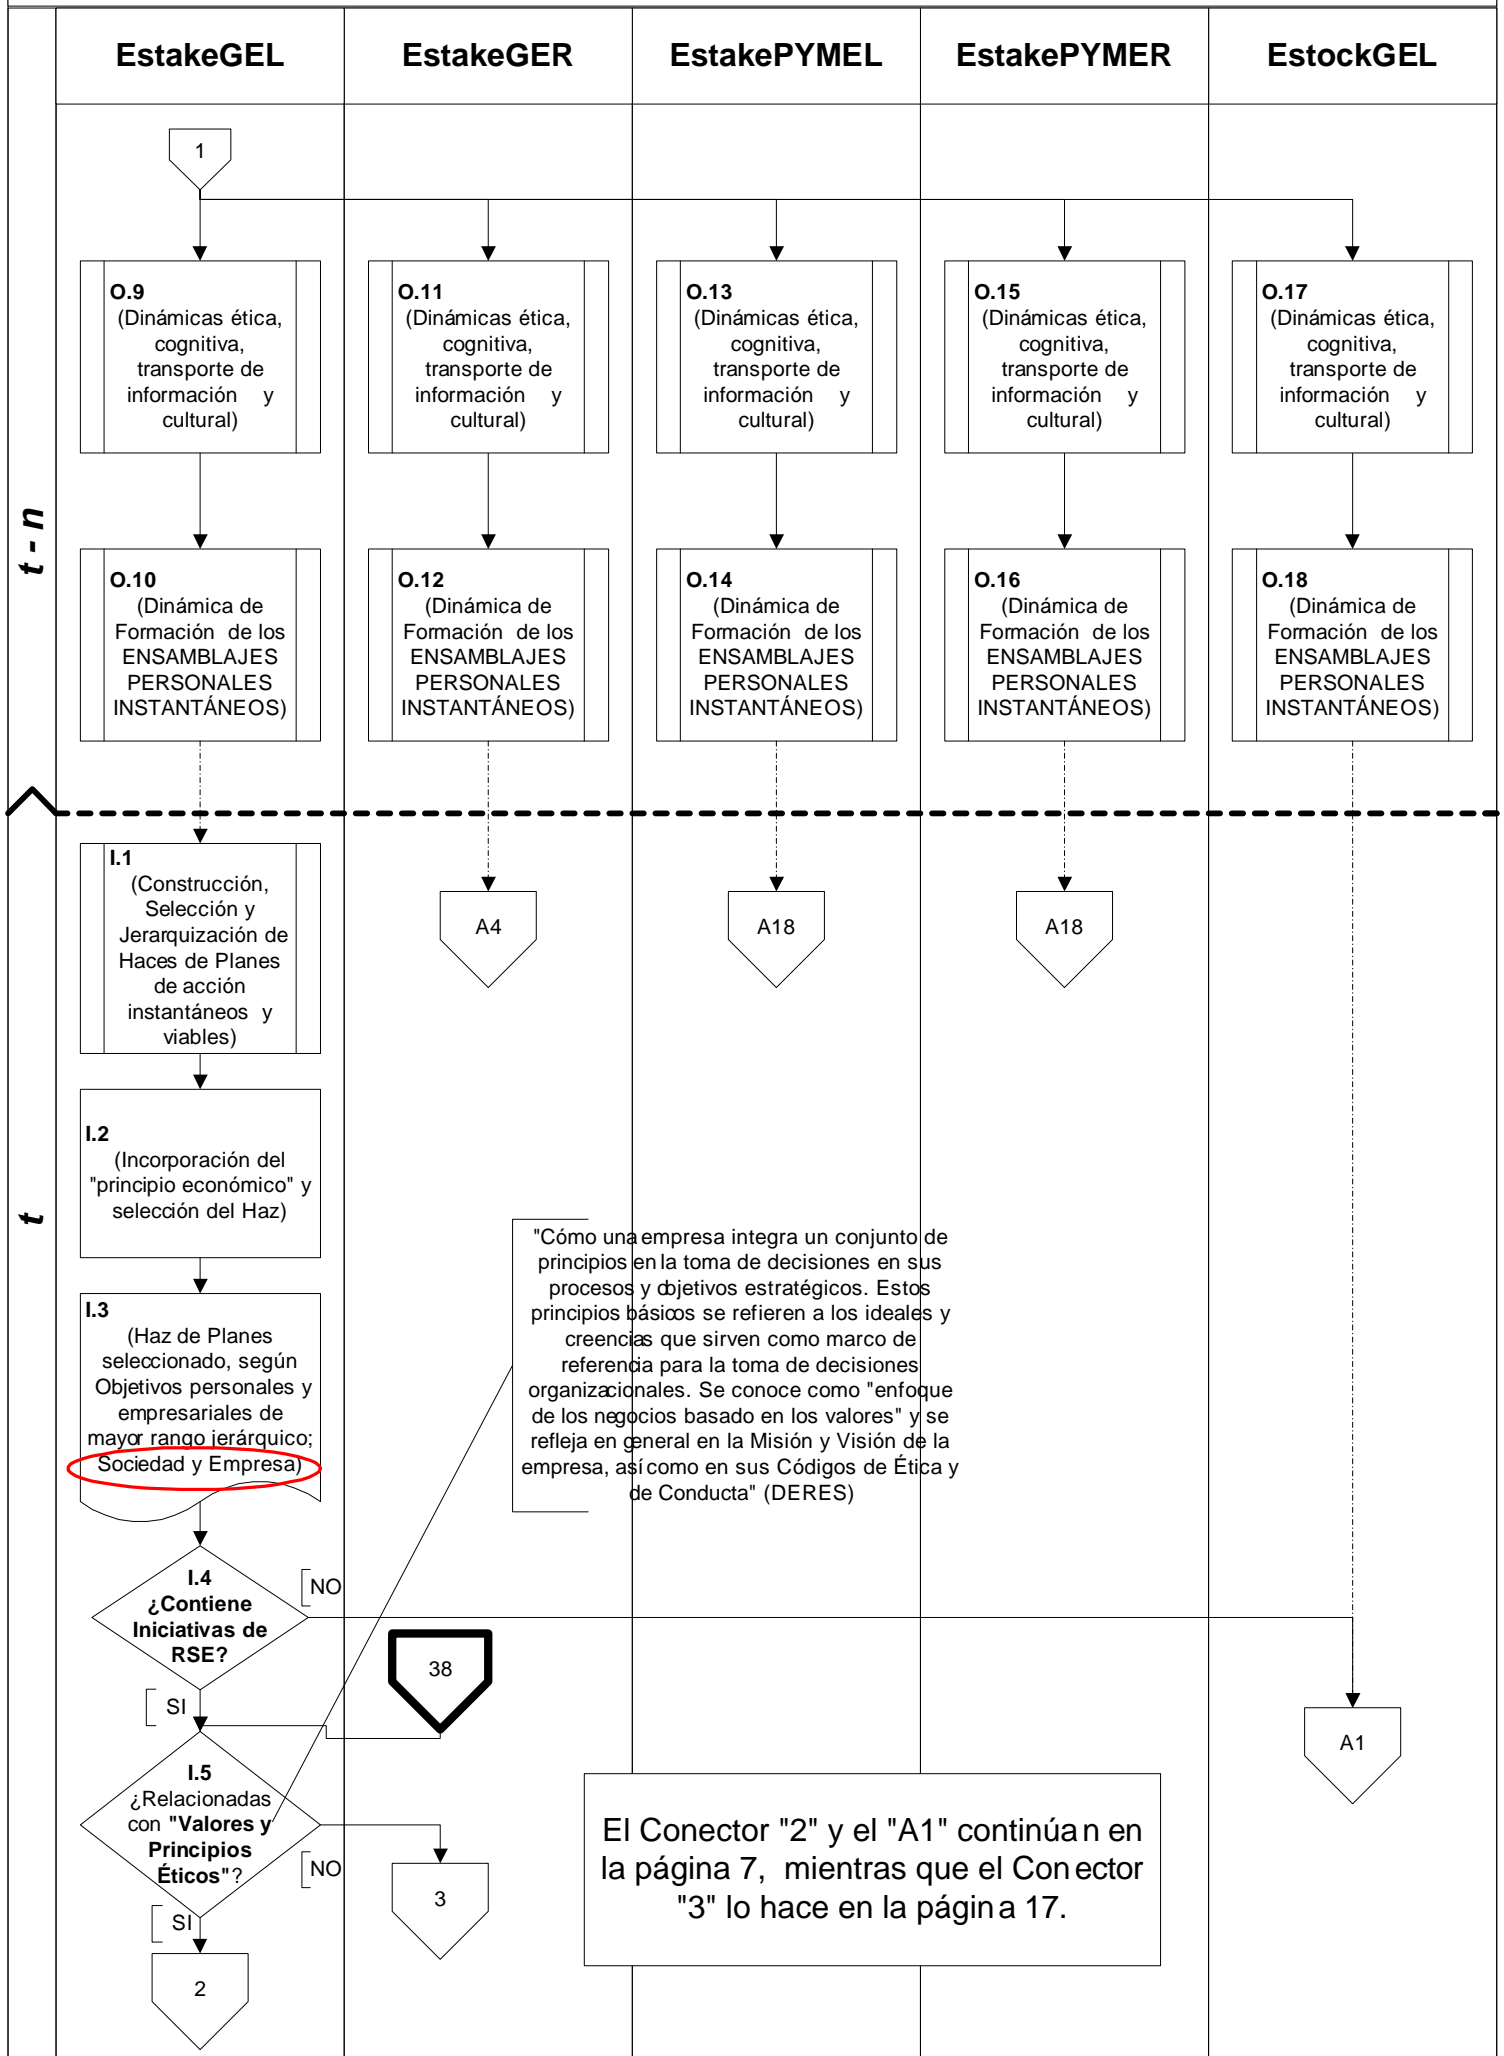 EstakeGEL
EstakeGER
EstakePYMEL
EstakePYMER
EstockGEL
t - n
1
O.9
(Dinámicas ética,
cognitiva,
transporte de
información y
cultural)
O.11
(Dinámicas ética,
cognitiva,
transporte de
información y
cultural)
O.13
(Dinámicas ética,
cognitiva,
transporte de
información y
cultural)
O.15
(Dinámicas ética,
cognitiva,
transporte de
información y
cultural)
O.17
(Dinámicas ética,
cognitiva,
transporte de
información y
cultural)
O.10
(Dinámica de
Formación de los
ENSAMBLAJES
PERSONALES
INSTANTÁNEOS)
O.12
(Dinámica de
Formación de los
ENSAMBLAJES
PERSONALES
INSTANTÁNEOS)
O.14
(Dinámica de
Formación de los
ENSAMBLAJES
PERSONALES
INSTANTÁNEOS)
O.16
(Dinámica de
Formación de los
ENSAMBLAJES
PERSONALES
INSTANTÁNEOS)
O.18
(Dinámica de
Formación de los
ENSAMBLAJES
PERSONALES
INSTANTÁNEOS)
t
I.1
(Construcción,
Selección y
Jerarquización de
Haces de Planes
de acción
instantáneos y
viables)
A4
A18
A18
I.2
(Incorporación del
"principio económico" y
selección del Haz)
I.3
(Haz de Planes
seleccionado, según
Objetivos personales y
empresariales de
mayor rango jerárquico;
Sociedad y Empresa)
"Cómo una empresa integra un conjunto de
principios en la toma de decisiones en sus
procesos y objetivos estratégicos. Estos
principios básicos se refieren a los ideales y
creencias que sirven como marco de
referencia para la toma de decisiones
organizacionales. Se conoce como "enfoque
de los negocios basado en los valores" y se
refleja en general en la Misión y Visión de la
empresa, así como en sus Códigos de Ética y
de Conducta" (DERES)
I.4
¿Contiene
Iniciativas de
RSE?
NO
SI
38
A1
I.5
¿Relacionadas
con "Valores y
Principios
Éticos"?
NO
SI
3
2
El Conector "2" y el "A1" continúan en
la página 7, mientras que el Conector
"3" lo hace en la página 17.